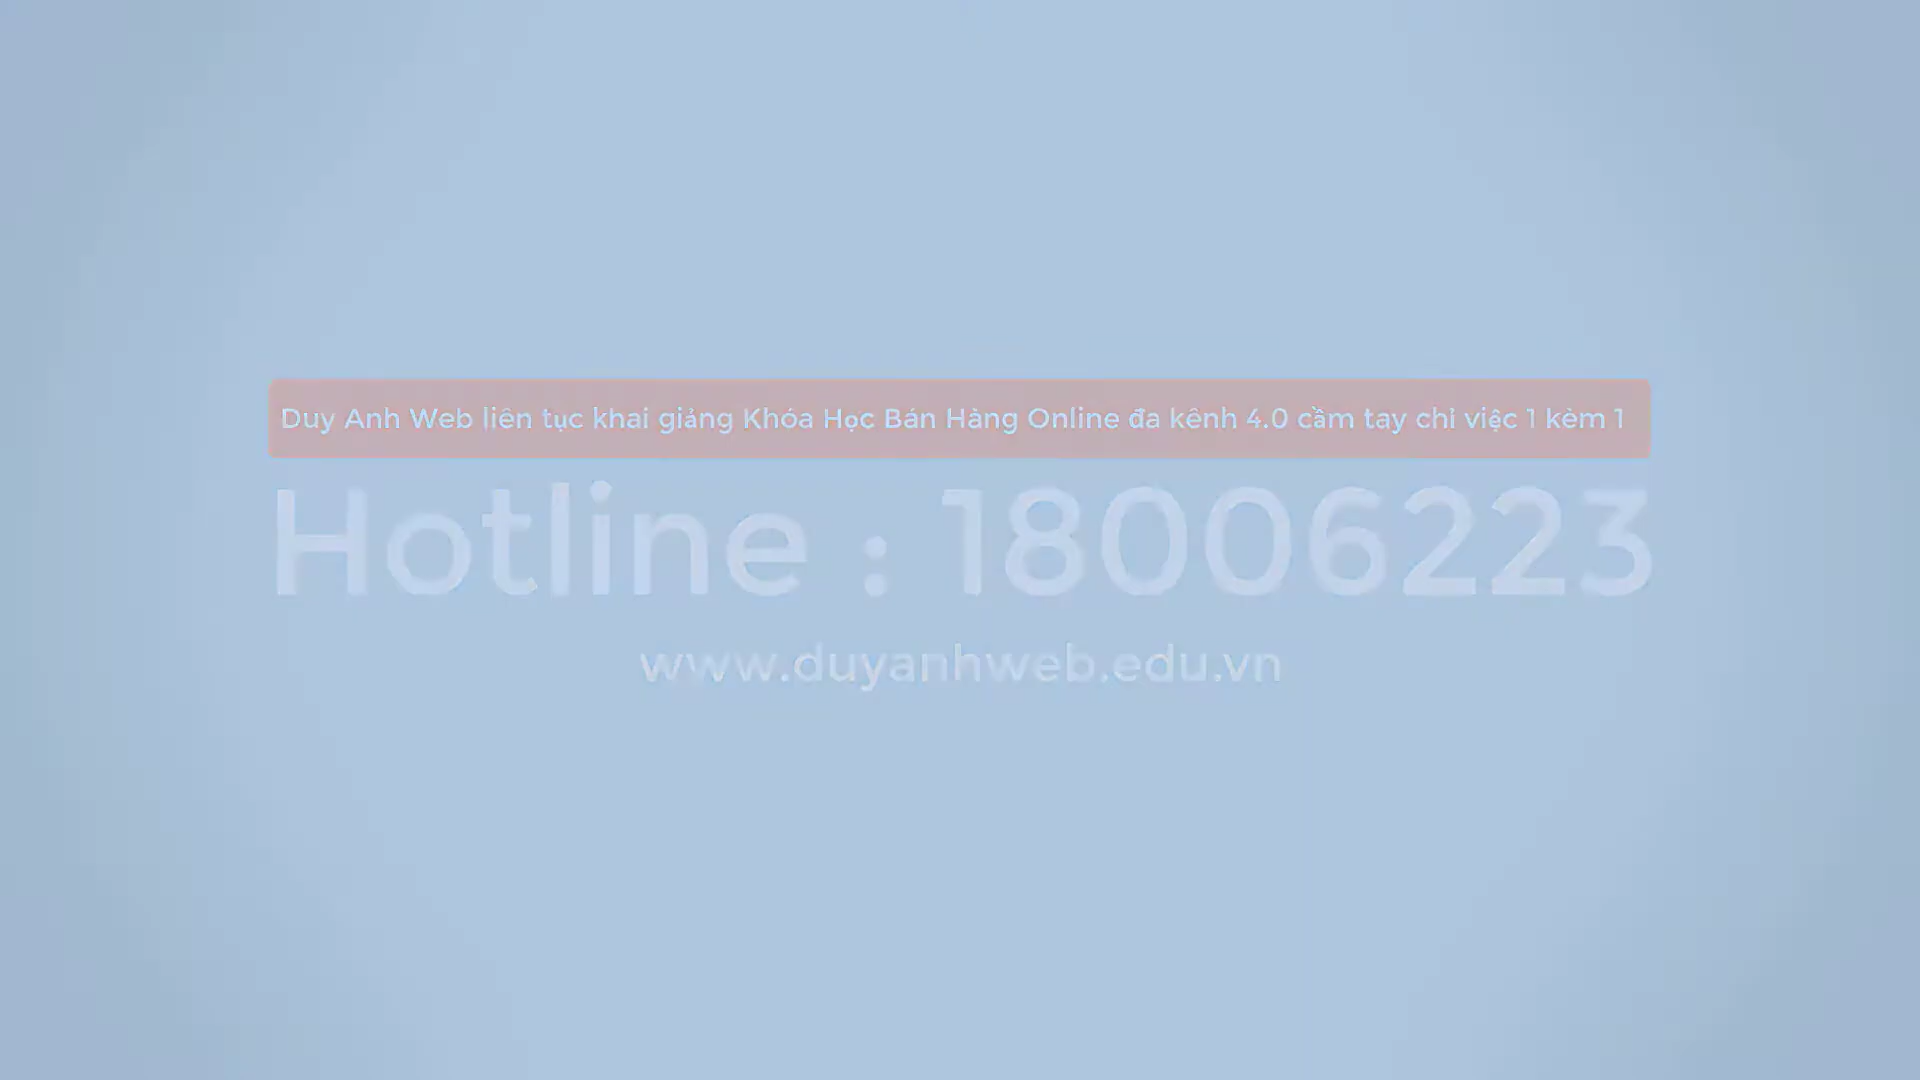 Duy Anh Web liên tục khai giảng Khóa Học Bán Hàng Online đa kênh 4.0 cầm tay chỉ việc 1 kèm 1
Hotline : 18006223
www.duyanhweb.edu.vn